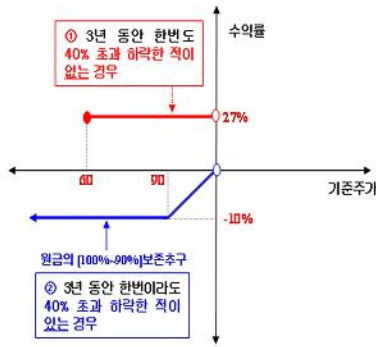 ① 3년 동안 한번도
40% 초과 하락한 적이
없는 경우
수익률
27%
60
90
기준주가
-10%
원금의 [100%~90%]보존추구
② 3년 동안 한번이라도
40% 초과 하락한 적이
있는 경우